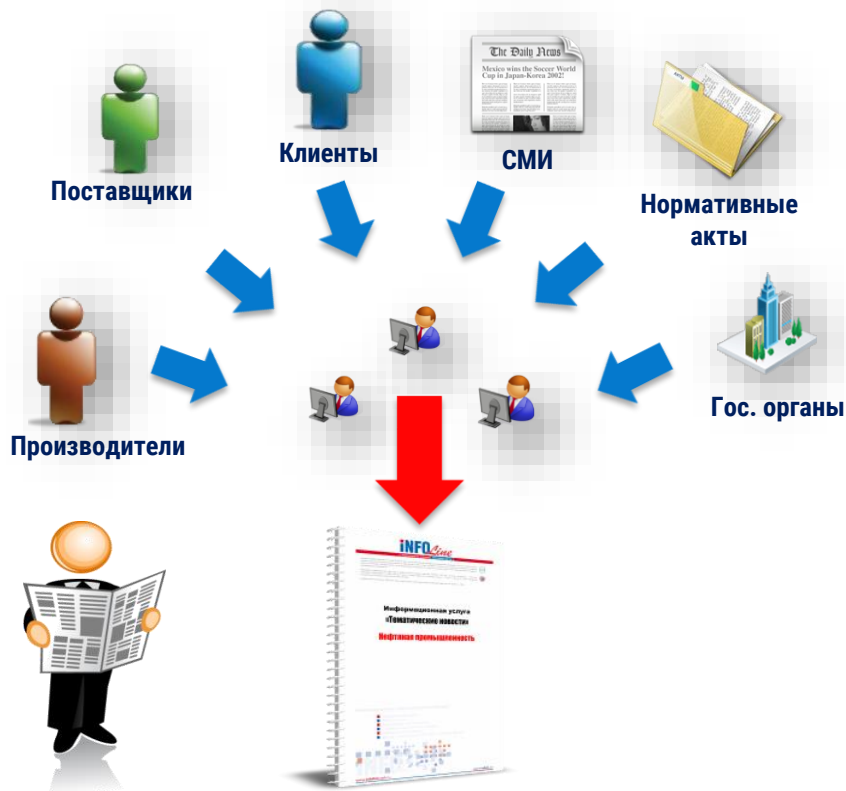 The Daily News
Mexico wins the Soccer World
Cup in Japan-Korea 2002!
Клиенты
СМИ
Поставщики
Нормативные
акты
Гос. органы
Производители
iNFOLine
Информационная услуга
«Тематические новости»
Нефтяная промышленность